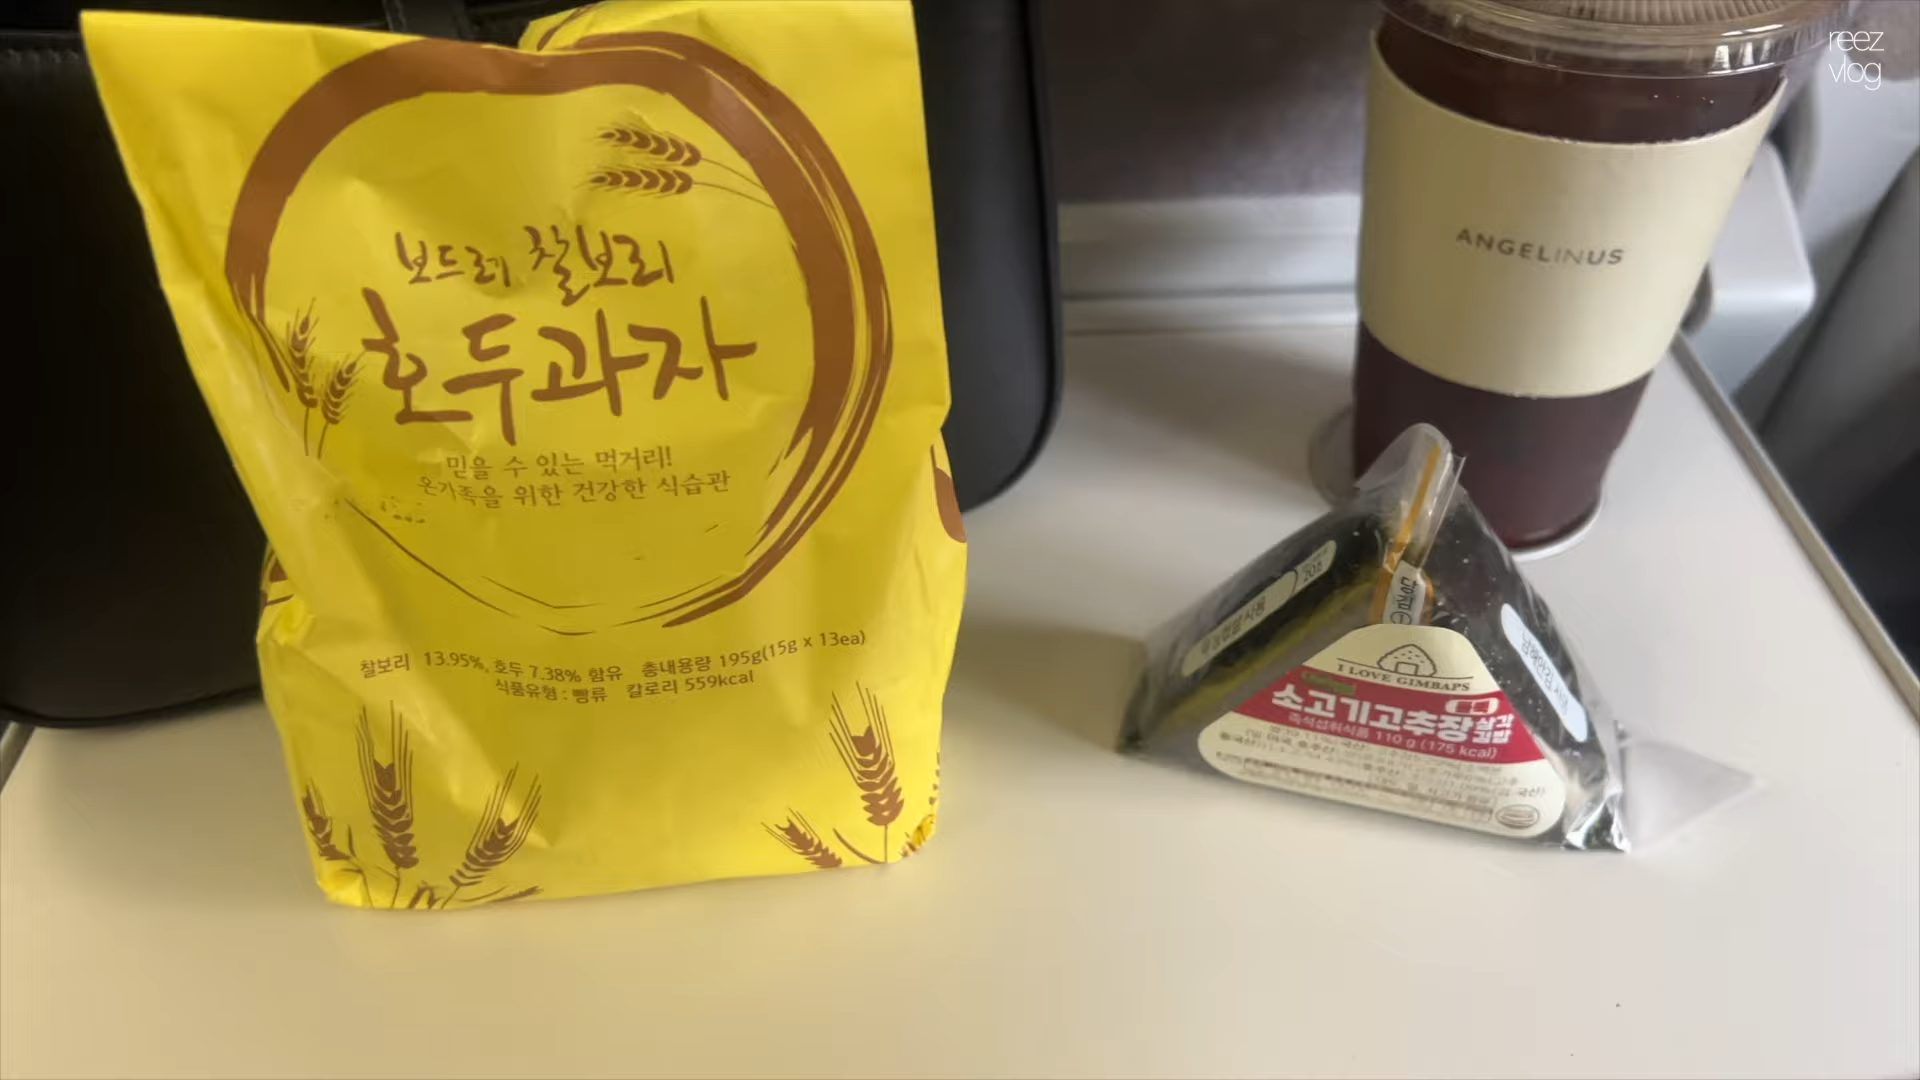 보드레 찰보리
호두과자
믿을 수 있는 먹거리!
온가족을 위한 건강한 식습관
찰보리 13.95%, 호두 7.38% 함유 총내용량 195g(15g x 13ea)
식품유형 : 빵류 칼로리 559kcal
reez
vlog
ANGELINUS
당김
I LOVE GIMBAPS
소고기고추장 삼각
김밥
즉석섭취식품 110 g (175 kcal)